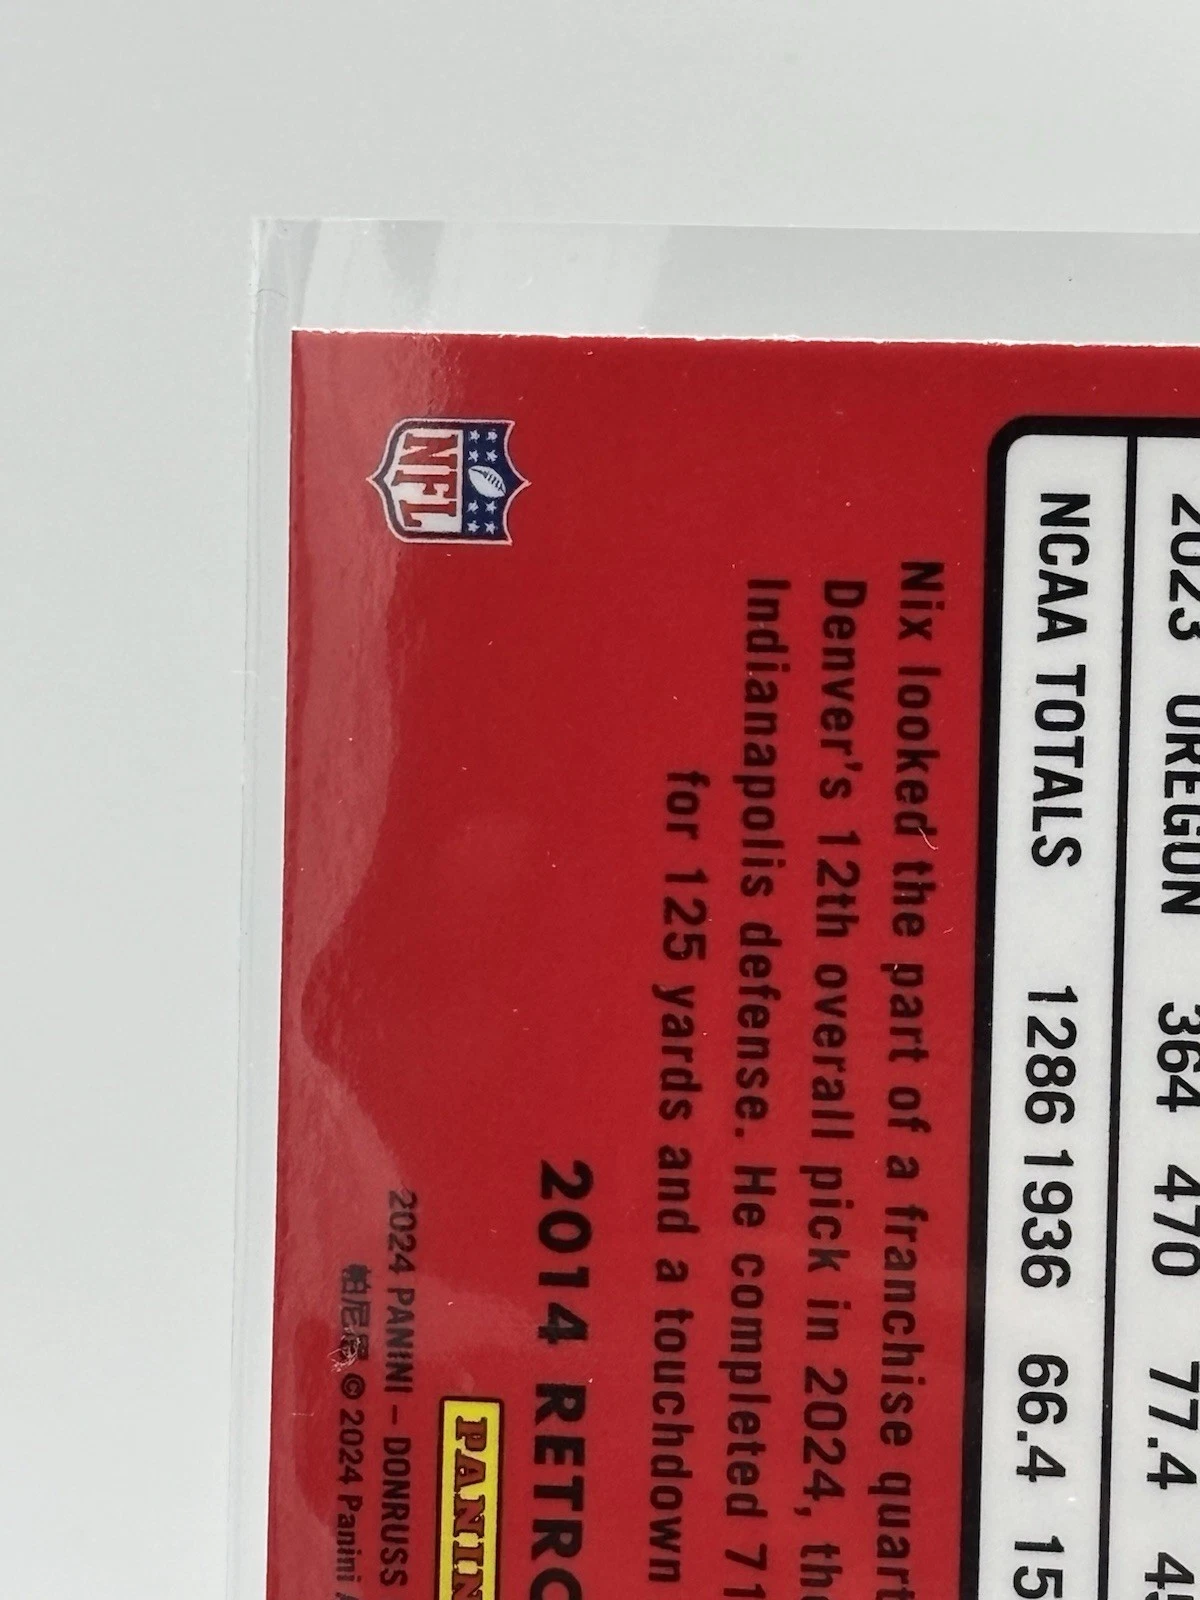 2023 OREGON 364 470 77.4
NCAA TOTALS 1286 1936 66.4 15
Nix looked the part of a franchise quart
Denver's 12th overall pick in 2024, the
Indianapolis defense. He completed 71
for 125 yards and a touchdown
2014 RETRO
PANINI
2024 PANINI – DONRUSS
© 2024 Panini
NFL